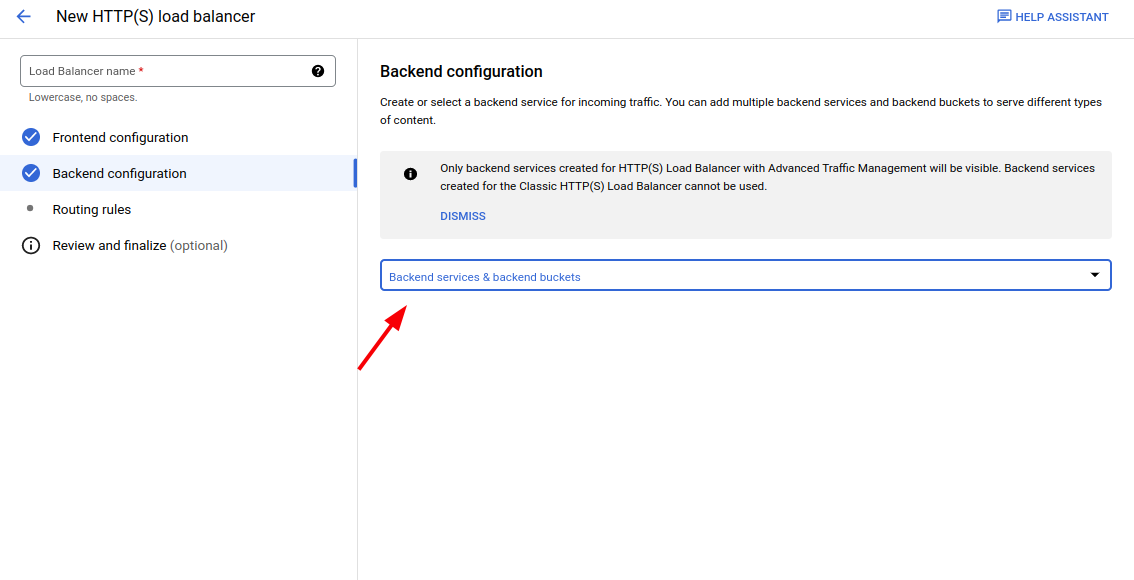 New HTTP(S) load balancer
HELP ASSISTANT
Load Balancer name *
Lowercase, no spaces.
Frontend configuration
Backend configuration
Routing rules
Review and finalize (optional)
Backend configuration
Create or select a backend service for incoming traffic. You can add multiple backend services and backend buckets to serve different types
of content.
Only backend services created for HTTP(S) Load Balancer with Advanced Traffic Management will be visible. Backend services
created for the Classic HTTP(S) Load Balancer cannot be used.
DISMISS
Backend services & backend buckets